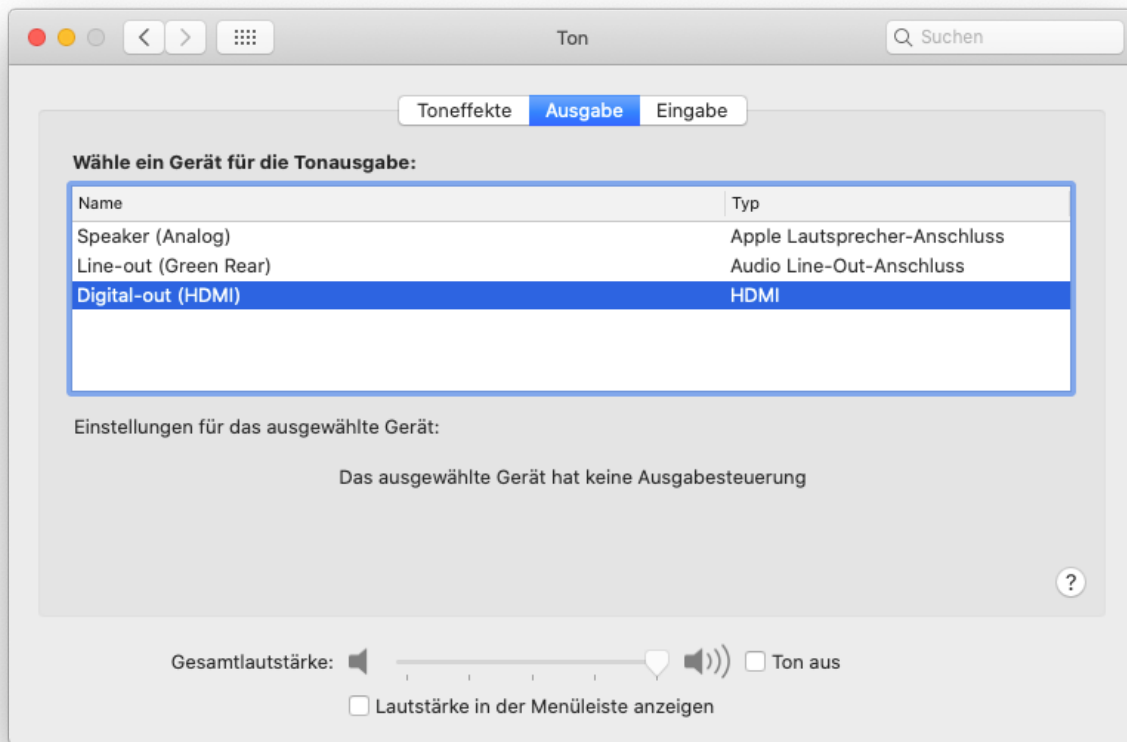 Ton
Suchen
Toneffekte Ausgabe Eingabe
Wähle ein Gerät für die Tonausgabe:
Name Typ
Speaker (Analog) Apple Lautsprecher-Anschluss
Line-out (Green Rear) Audio Line-Out-Anschluss
Digital-out (HDMI) HDMI
Einstellungen für das ausgewählte Gerät:
Das ausgewählte Gerät hat keine Ausgabesteuerung
?
Gesamtlautstärke: Ton aus
Lautstärke in der Menüleiste anzeigen